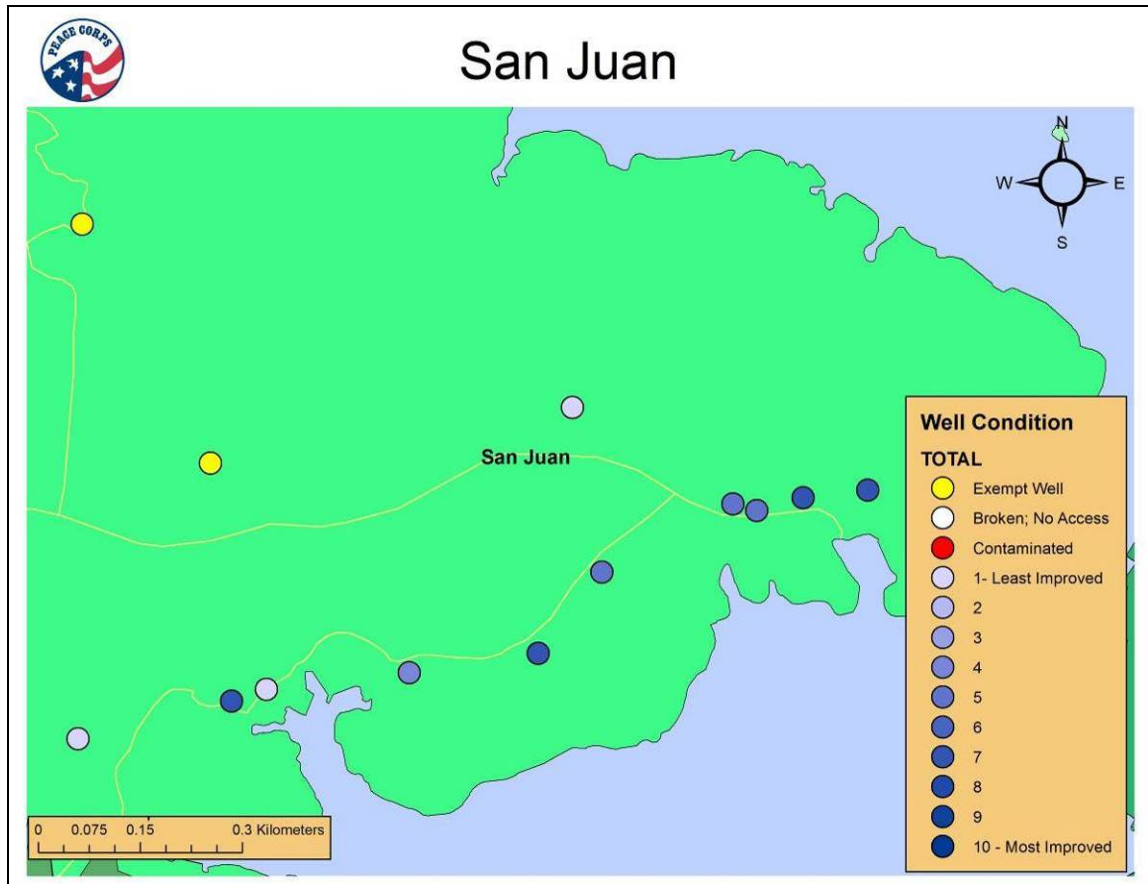 PEACE CORPS
San Juan
N
W E
S
San Juan
Well Condition
TOTAL
Exempt Well
Broken; No Access
Contaminated
1- Least Improved
2
3
4
5
6
7
8
9
10 - Most Improved
0 0.075 0.15 0.3 Kilometers